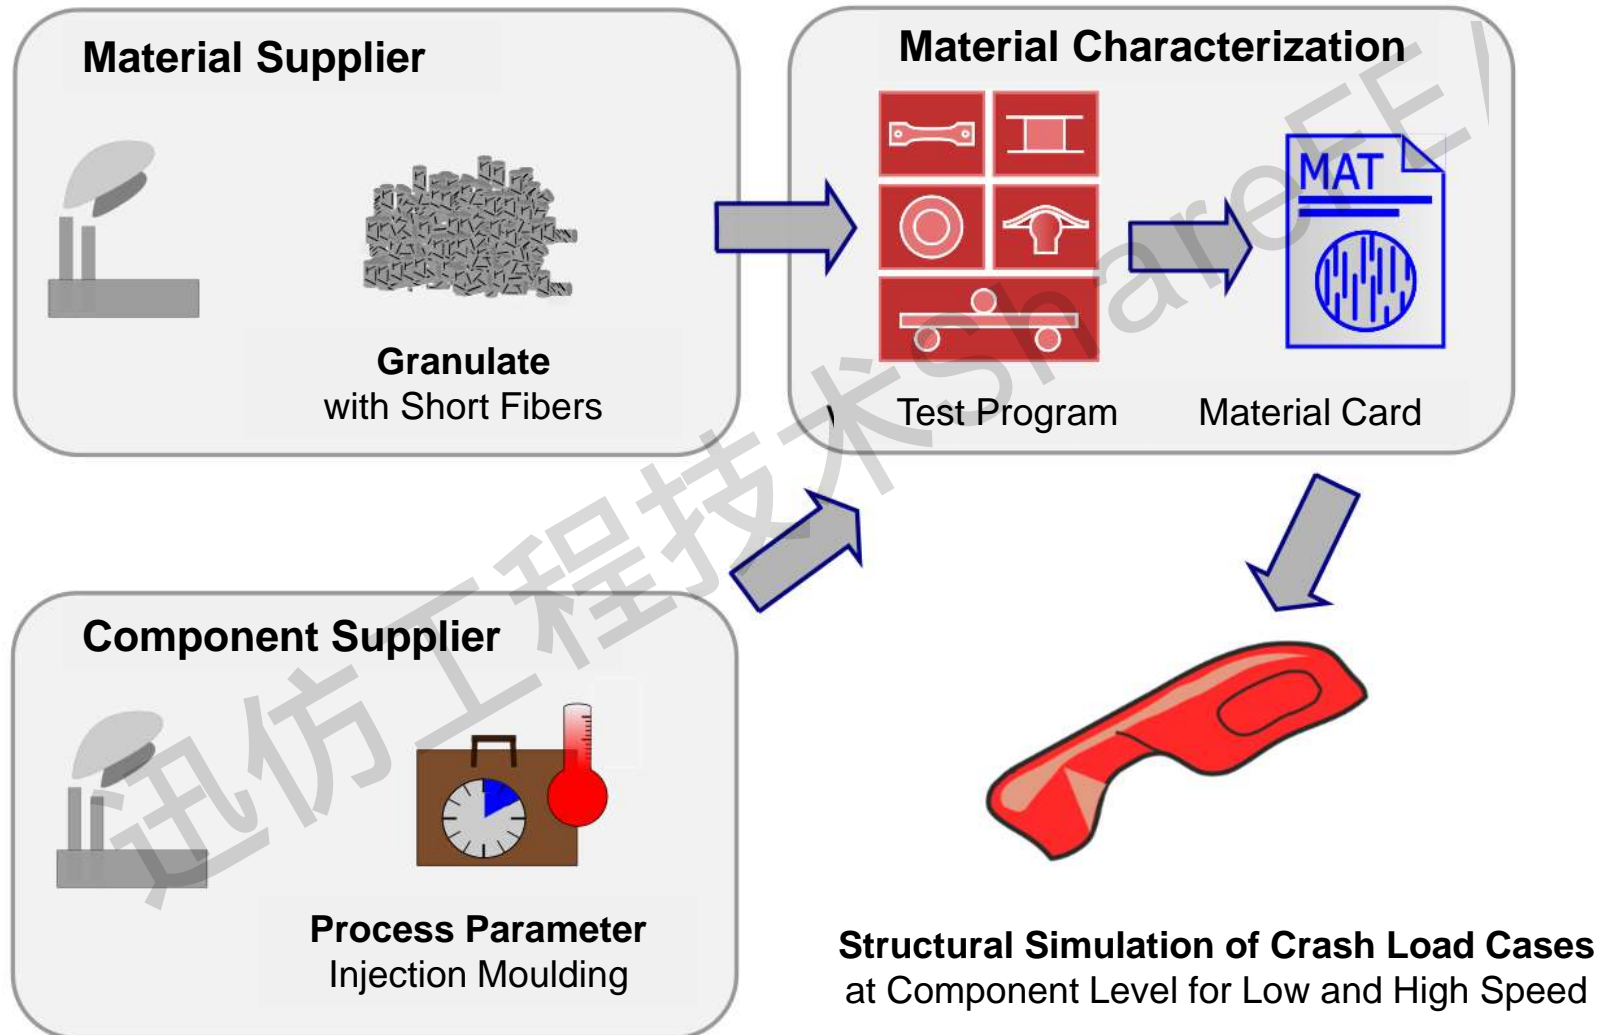 Material Supplier
Granulate
with Short Fibers
Material Characterization
MAT
Test Program
Material Card
Component Supplier
Process Parameter
Injection Moulding
Structural Simulation of Crash Load Cases
at Component Level for Low and High Speed
迅仿工程技术ShareFEA